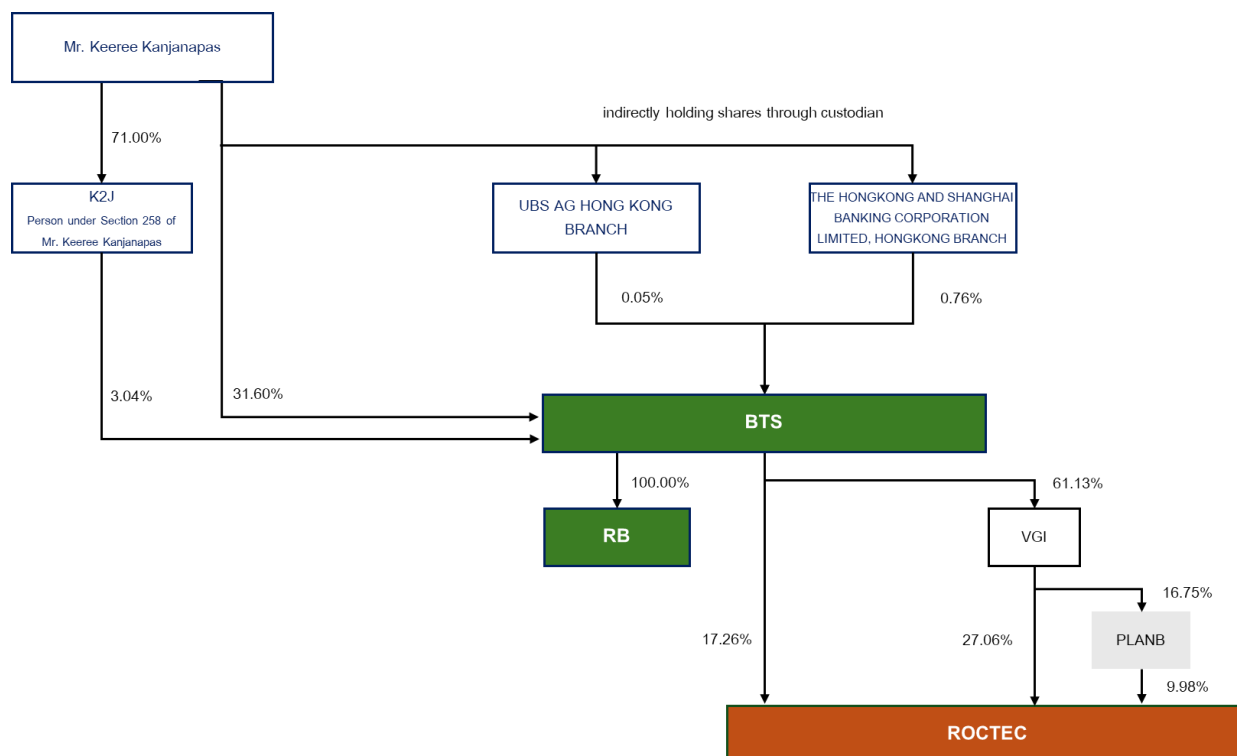 Mr. Keeree Kanjanapas
indirectly holding shares through custodian
71.00%
K2J
Person under Section 258 of
Mr. Keeree Kanjanapas
UBS AG HONG KONG
BRANCH
THE HONGKONG AND SHANGHAI
BANKING CORPORATION
LIMITED, HONGKONG BRANCH
0.05%
0.76%
3.04%
31.60%
BTS
100.00%
61.13%
RB
VGI
16.75%
17.26%
27.06%
PLANB
9.98%
ROCTEC